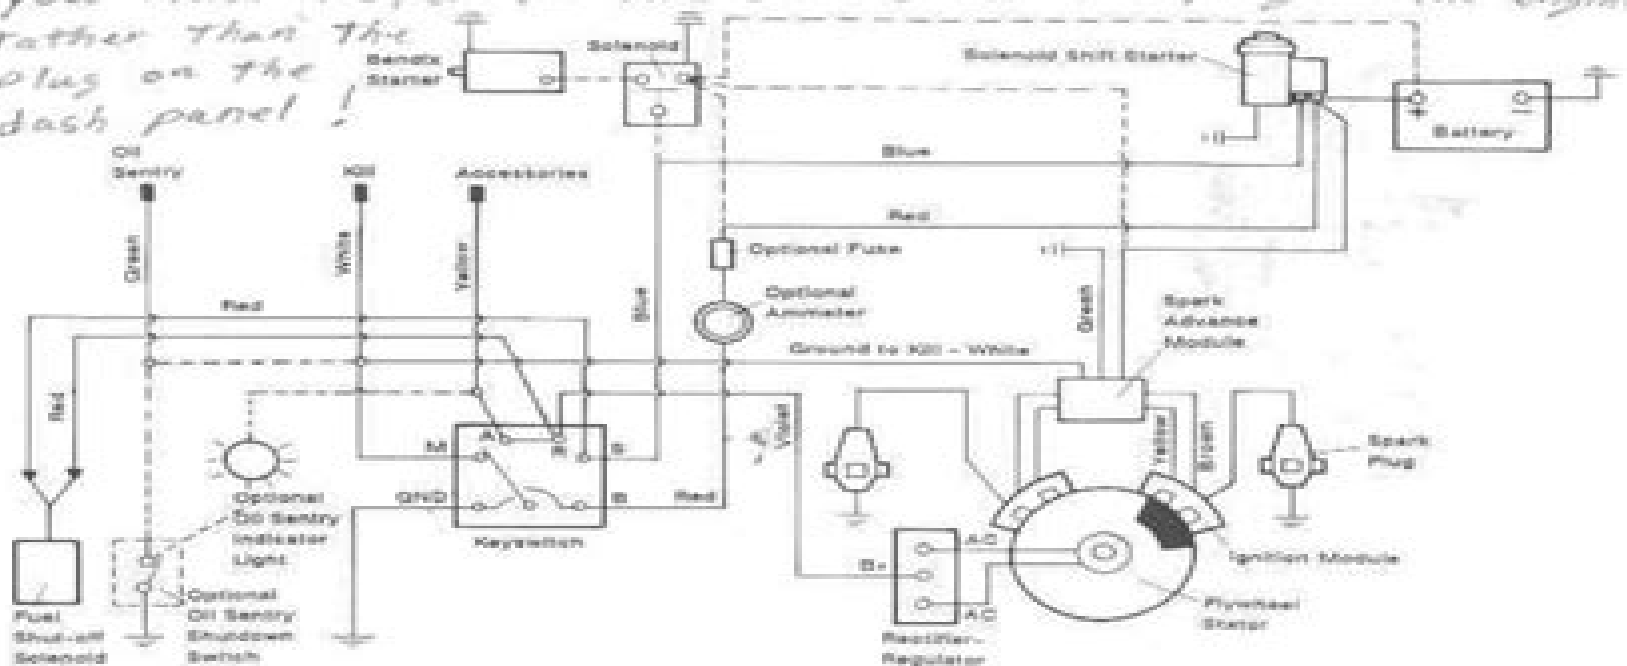 rather than the
plug on the
dash panel !
Bendix
Starter
Solenoid
Solenoid Shift Starter
+
−
Battery
Oil
Sentry
Kill
Accessories
Blue
Red
Green
White
Yellow
Blue
Optional Fuse
Optional
Ammeter
Green
Spark
Advance
Module
Red
Ground to Kill - White
Red
Violet
Yellow
Brown
Spark
Plug
M
A
R
S
GND
B
Red
Keyswitch
Optional
Oil Sentry
Indicator
Light
B+
AC
AC
Ignition Module
Flywheel
Stator
Rectifier-
Regulator
Fuel
Shut-off
Solenoid
Optional
Oil Sentry
Shutdown
Switch